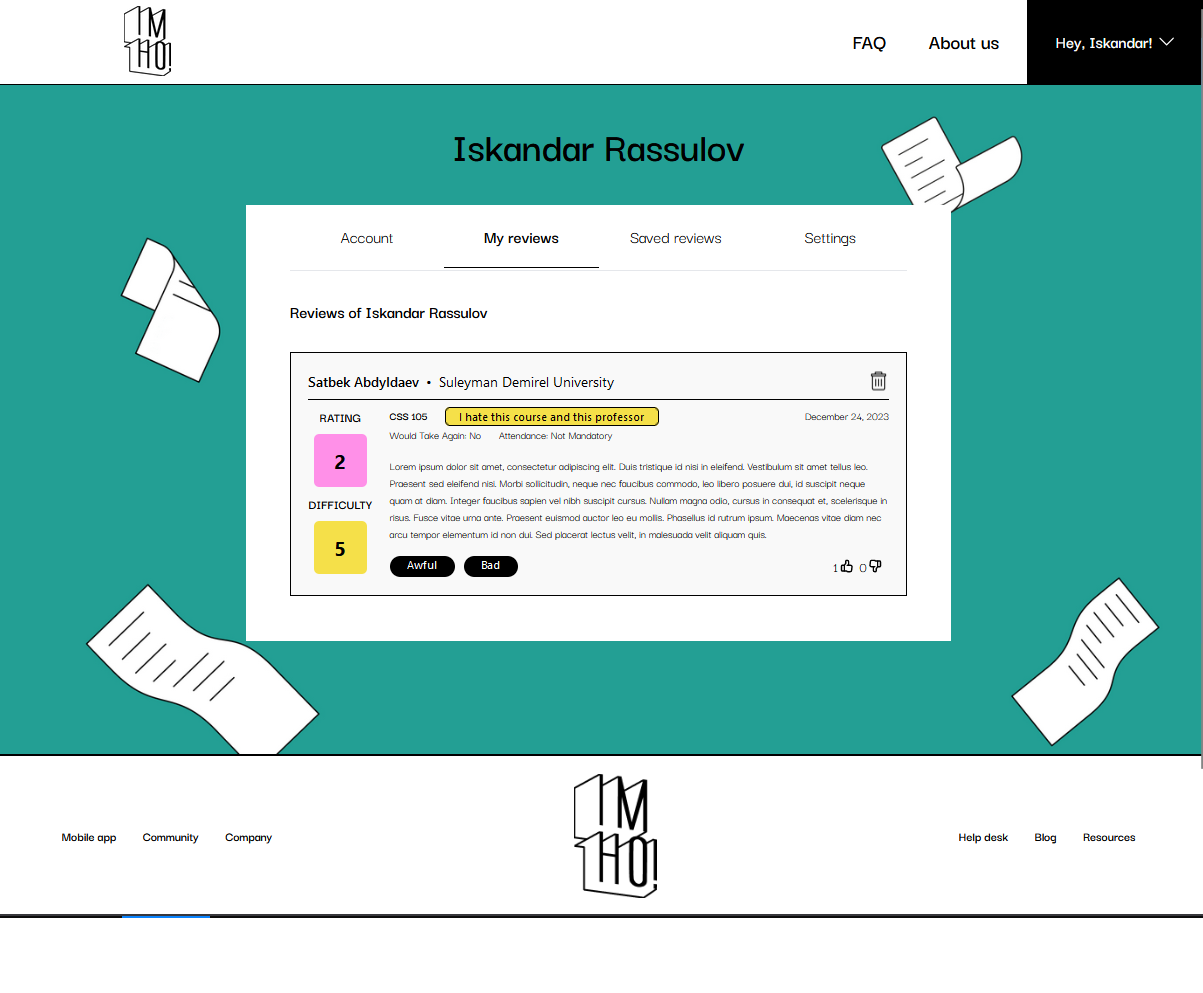 IM
HO!
FAQ About us Hey, Iskandar!
Iskandar Rassulov
Account My reviews Saved reviews Settings
Reviews of Iskandar Rassulov
Satbek Abdyldaev • Suleyman Demirel University
RATING CSS 105 I hate this course and this professor December 24, 2023
Would Take Again: No Attendance: Not Mandatory
2
Lorem ipsum dolor sit amet, consectetur adipiscing elit. Duis tristique id nisi in eleifend. Vestibulum sit amet tellus leo.
Praesent sed eleifend nisi. Morbi sollicitudin, neque nec faucibus commodo, leo libero posuere dui, id suscipit neque
quam at diam. Integer faucibus sapien vel nibh suscipit cursus. Nullam magna odio, cursus in consequat et, scelerisque in
DIFFICULTY
risus. Fusce vitae urna ante. Praesent euismod auctor leo eu mollis. Phasellus id rutrum ipsum. Maecenas vitae diam nec
arcu tempor elementum id non dui. Sed placerat lectus velit, in malesuada velit aliquam quis.
5
Awful Bad 1 0
IM
HO!
Mobile app Community Company Help desk Blog Resources